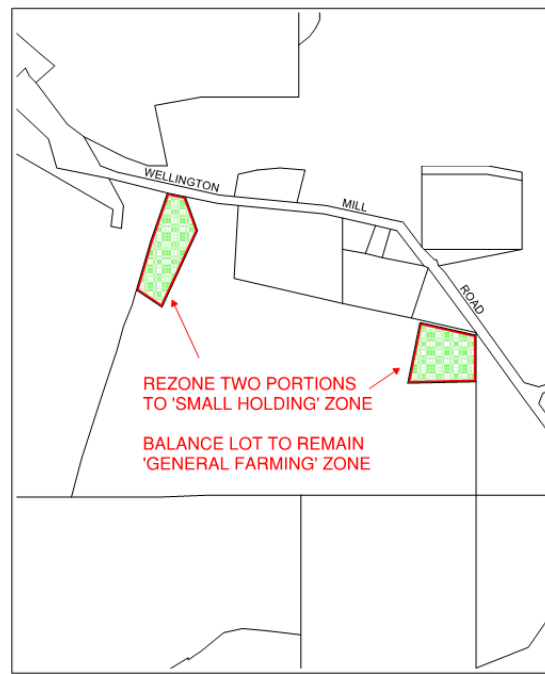 WELLINGTON
MILL
ROAD
REZONE TWO PORTIONS
TO 'SMALL HOLDING' ZONE
BALANCE LOT TO REMAIN
'GENERAL FARMING' ZONE